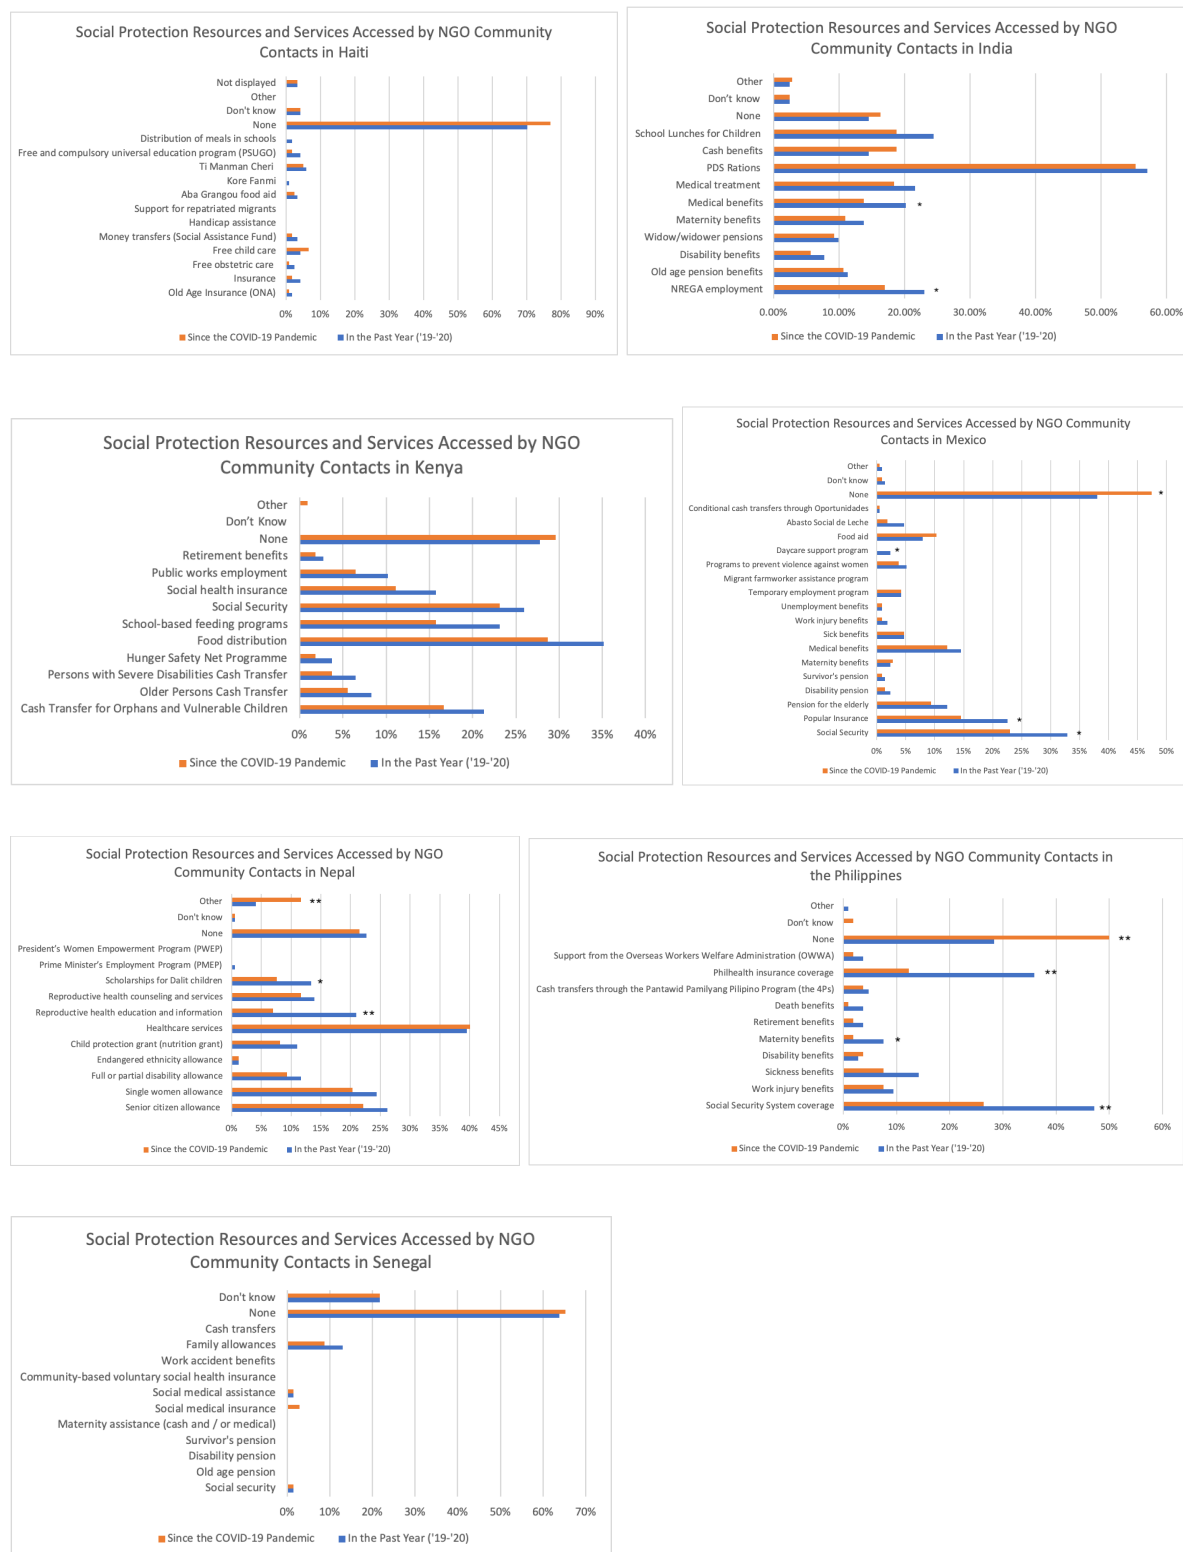 Social Protection Resources and Services Accessed by NGO Community
Contacts in Haiti
Not displayed
Other
Don't know
None
Distribution of meals in schools
Free and compulsory universal education program (PSUGO)
Ti Manman Cheri
Kore Fanmi
Aba Grangou food aid
Support for repatriated migrants
Handicap assistance
Money transfers (Social Assistance Fund)
Free child care
Free obstetric care
Insurance
Old Age Insurance (ONA)
0% 10% 20% 30% 40% 50% 60% 70% 80% 90%
Since the COVID-19 Pandemic In the Past Year ('19-'20)
Social Protection Resources and Services Accessed by NGO
Community Contacts in India
Other
Don't know
None
School Lunches for Children
Cash benefits
PDS Rations
Medical treatment
Medical benefits *
Maternity benefits
Widow/widower pensions
Disability benefits
Old age pension benefits
NREGA employment *
0.00% 10.00% 20.00% 30.00% 40.00% 50.00% 60.00%
Since the COVID-19 Pandemic In the Past Year ('19-'20)
Social Protection Resources and Services Accessed by NGO
Community Contacts in Kenya
Other
Don't Know
None
Retirement benefits
Public works employment
Social health insurance
Social Security
School-based feeding programs
Food distribution
Hunger Safety Net Programme
Persons with Severe Disabilities Cash Transfer
Older Persons Cash Transfer
Cash Transfer for Orphans and Vulnerable Children
0% 5% 10% 15% 20% 25% 30% 35% 40%
Since the COVID-19 Pandemic In the Past Year ('19-'20)
Social Protection Resources and Services Accessed by NGO Community
Contacts in Mexico
Other
Don't know
None *
Conditional cash transfers through Oportunidades
Abasto Social de Leche
Food aid
Daycare support program *
Programs to prevent violence against women
Migrant farmworker assistance program
Temporary employment program
Unemployment benefits
Work injury benefits
Sick benefits
Medical benefits
Maternity benefits
Survivor's pension
Disability pension
Pension for the elderly
Popular Insurance *
Social Security *
0% 5% 10% 15% 20% 25% 30% 35% 40% 45% 50%
Since the COVID-19 Pandemic In the Past Year ('19-'20)
Social Protection Resources and Services Accessed by NGO
Community Contacts in Nepal
Other **
Don't know
None
President's Women Empowerment Program (PWEP)
Prime Minister's Employment Program (PMEP)
Scholarships for Dalit children *
Reproductive health counseling and services
Reproductive health education and information **
Healthcare services
Child protection grant (nutrition grant)
Endangered ethnicity allowance
Full or partial disability allowance
Single women allowance
Senior citizen allowance
0% 5% 10% 15% 20% 25% 30% 35% 40% 45%
Since the COVID-19 Pandemic In the Past Year ('19-'20)
Social Protection Resources and Services Accessed by NGO Community Contacts in
the Philippines
Other
Don't know
None **
Support from the Overseas Workers Welfare Administration (OWWA)
Philhealth insurance coverage **
Cash transfers through the Pantawid Pamilyang Pilipino Program (the 4Ps)
Death benefits
Retirement benefits
Maternity benefits *
Disability benefits
Sickness benefits
Work injury benefits
Social Security System coverage **
0% 10% 20% 30% 40% 50% 60%
Since the COVID-19 Pandemic In the Past Year ('19-'20)
Social Protection Resources and Services Accessed by NGO
Community Contacts in Senegal
Don't know
None
Cash transfers
Family allowances
Work accident benefits
Community-based voluntary social health insurance
Social medical assistance
Social medical insurance
Maternity assistance (cash and / or medical)
Survivor's pension
Disability pension
Old age pension
Social security
0% 10% 20% 30% 40% 50% 60% 70%
Since the COVID-19 Pandemic In the Past Year ('19-'20)